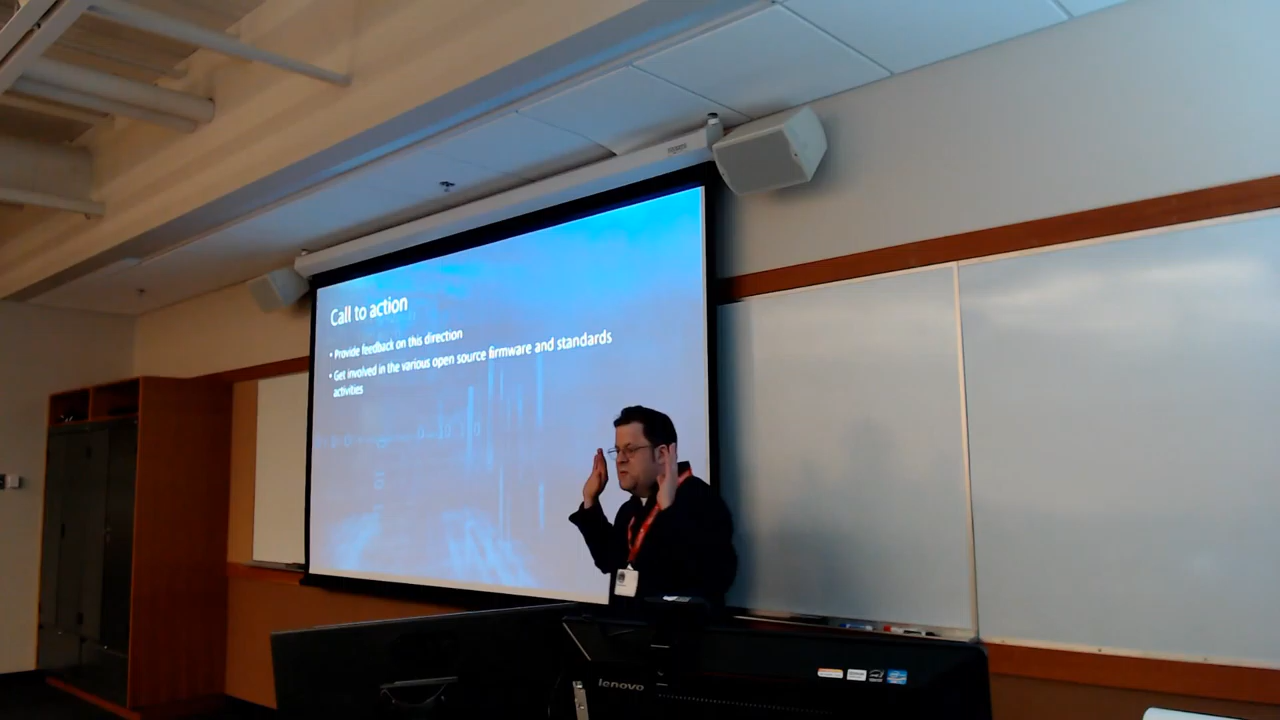 Call to action
• Provide feedback on this direction
• Get involved in the various open source firmware and standards
activities
lenovo